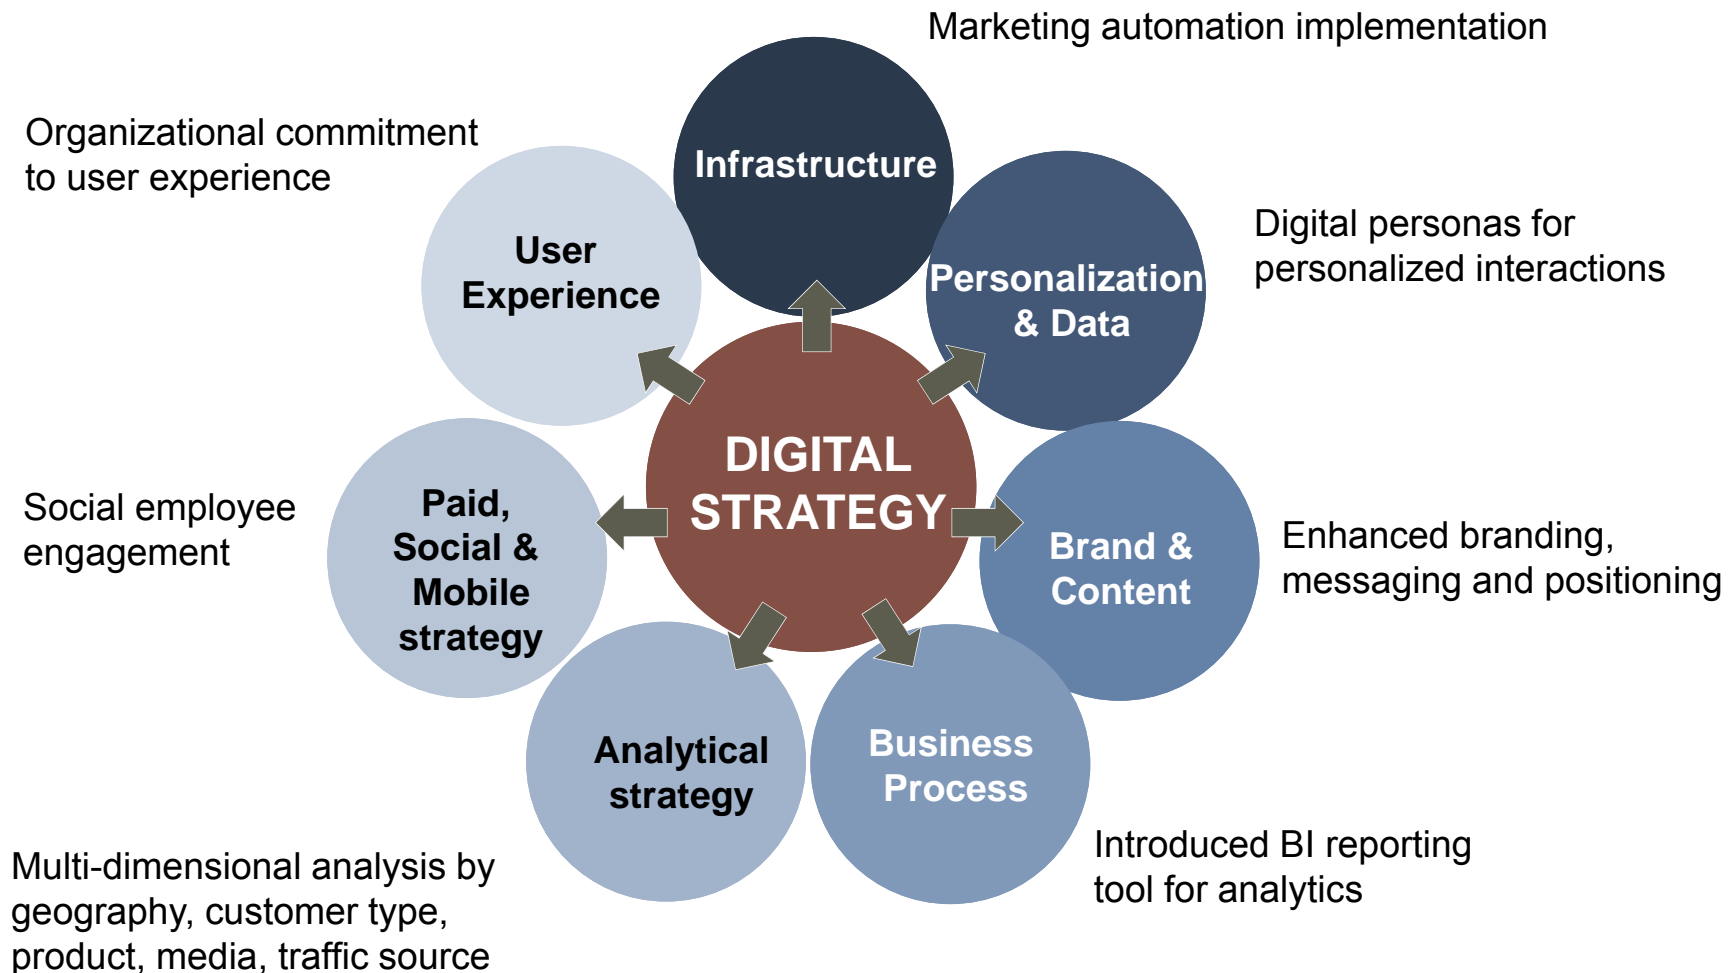 Marketing automation implementation
Organizational commitment
to user experience
Infrastructure
User
Experience
Personalization
& Data
Digital personas for
personalized interactions
DIGITAL
STRATEGY
Paid,
Social &
Mobile
strategy
Social employee
engagement
Brand &
Content
Enhanced branding,
messaging and positioning
Analytical
strategy
Business
Process
Introduced BI reporting
tool for analytics
Multi-dimensional analysis by
geography, customer type,
product, media, traffic source